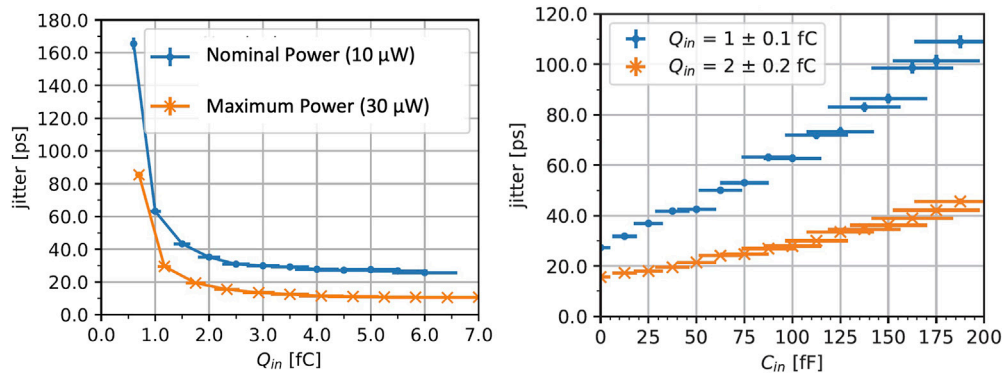 180.0
160.0
140.0
120.0
100.0
80.0
60.0
40.0
20.0
0.0
jitter [ps]
Nominal Power (10 µW)
Maximum Power (30 µW)
0.0 1.0 2.0 3.0 4.0 5.0 6.0 7.0
Qin [fC]
120.0
100.0
80.0
60.0
40.0
20.0
0.0
jitter [ps]
Qin = 1 ± 0.1 fC
Qin = 2 ± 0.2 fC
0 25 50 75 100 125 150 175 200
Cin [fF]